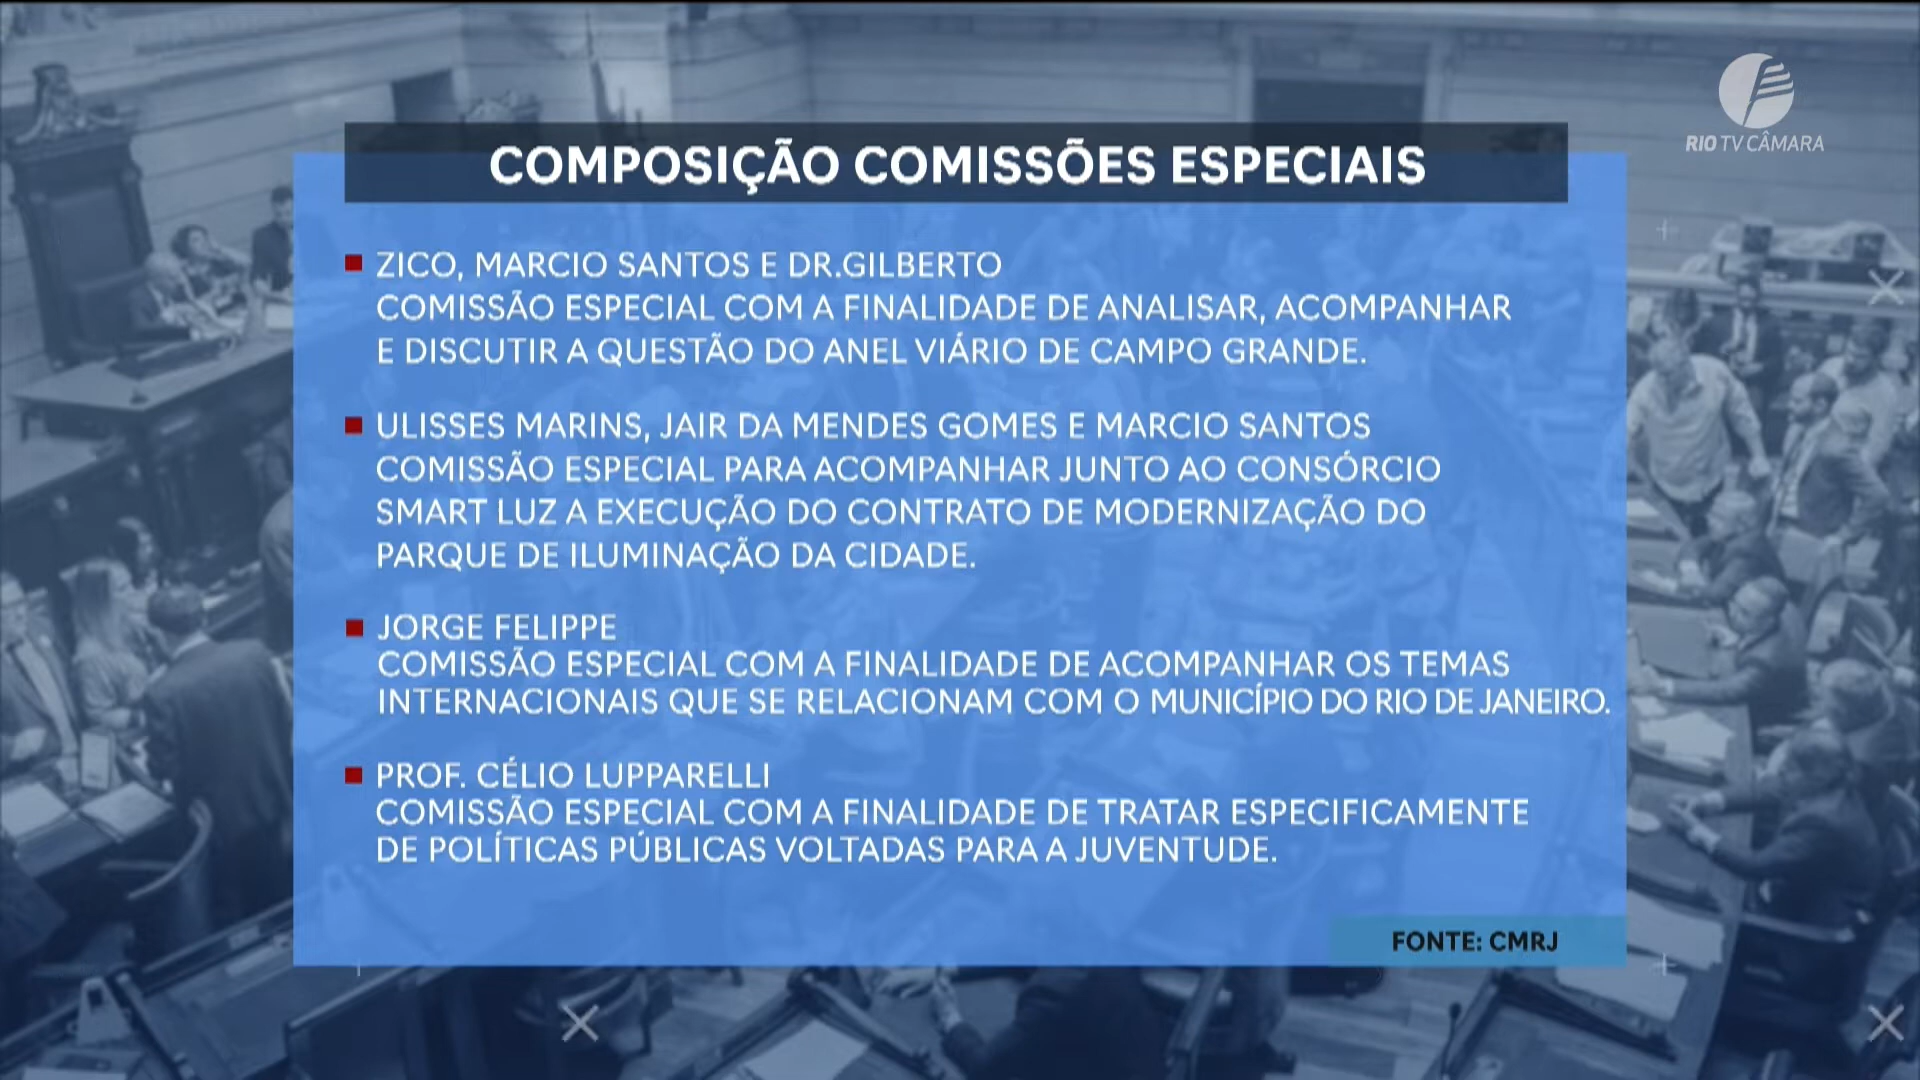 RIO TV CÂMARA
COMPOSIÇÃO COMISSÕES ESPECIAIS
ZICO, MARCIO SANTOS E DR.GILBERTO
COMISSÃO ESPECIAL COM A FINALIDADE DE ANALISAR, ACOMPANHAR
E DISCUTIR A QUESTÃO DO ANEL VIÁRIO DE CAMPO GRANDE.
ULISSES MARINS, JAIR DA MENDES GOMES E MARCIO SANTOS
COMISSÃO ESPECIAL PARA ACOMPANHAR JUNTO AO CONSÓRCIO
SMART LUZ A EXECUÇÃO DO CONTRATO DE MODERNIZAÇÃO DO
PARQUE DE ILUMINAÇÃO DA CIDADE.
JORGE FELIPPE
COMISSÃO ESPECIAL COM A FINALIDADE DE ACOMPANHAR OS TEMAS
INTERNACIONAIS QUE SE RELACIONAM COM O MUNICÍPIO DO RIO DE JANEIRO.
PROF. CÉLIO LUPPARELLI
COMISSÃO ESPECIAL COM A FINALIDADE DE TRATAR ESPECIFICAMENTE
DE POLÍTICAS PÚBLICAS VOLTADAS PARA A JUVENTUDE.
FONTE: CMRJ